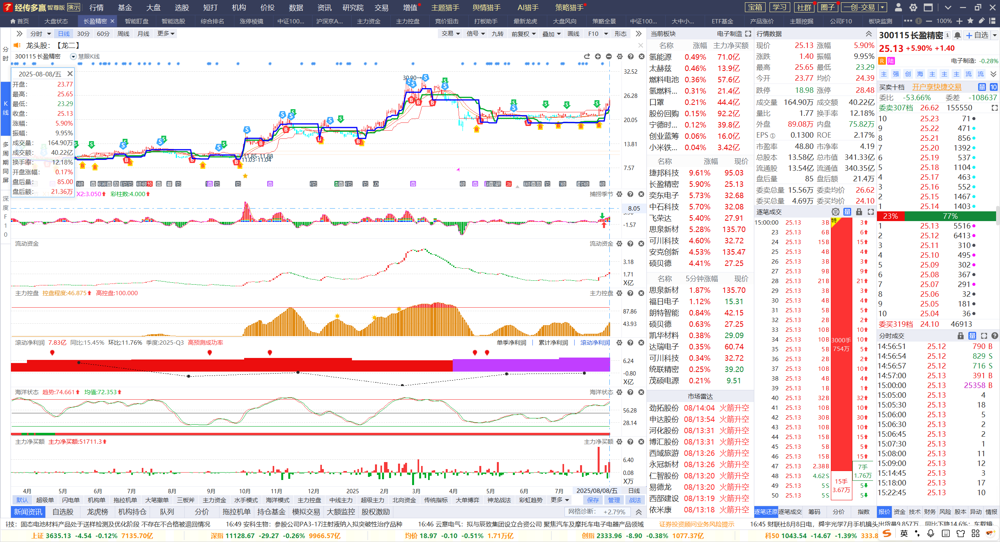 经传多赢 智尊版 演示 行情 基金 大盘 选股 短打 机构 价投 数据 资讯 研究院 交易 增值 主题猎手 舆情猎手 AI猎手 策略猎手 宝箱 学习 社群 圈子 一创-交易
首页 大盘状态 长盈精密 智能盯盘 智能选股 综合排名 涨停棱镜 中证100... 沪深京A... 主力资金 主力控盘 竞价狙击 打板助手 最新龙虎 大盘风向 策略全景 中证100... 大中小... ETF基金 产品涨价 主题挖掘 公司F10 板块监测 100%
分时 日线 30分 60分 周线 月线 更多 交易 信号 九转 前复权 叠加 画线 F10 形态
龙头股：【龙二】
300115 长盈精密 慧眼K线
分时
K线
多周期同屏
深度F10
2025-08-08/五
开盘: 23.77
最高: 25.65
最低: 23.29
收盘: 25.13
涨幅: 5.90%
振幅: 9.95%
成交量: 164.90万
成交额: 40.22亿
换手率: 12.18%
开盘涨幅: 0.17%
盘后量: 85.00
盘后额: 21.36万
30.90
11.85-11.88
11.03-11.04
32.52
26.28
20.05
13.81
7.57
X2:3.050 彩柱数:4.000 捕捞季节
8.05
-1.57
流动资金 流动资金
3.18
1.71
X亿
主力控盘 控盘程度:46.875 高控盘:100.000 主力控盘
87.86
43.93
滚动净利润 7.83亿 同比:15.45% 环比:11.76% 季度:2025-Q3 高预测成功率 单季净利润 累计净利润 滚动净利润
6.24
-0.80
X亿
海洋状态 趋势:74.661 均值:72.353 海洋状态
56.28
28.14
主力净买额 主力净买额:51711.3 主力净买额
6.40
0.08
X万
4月 5月 6月 7月 8月 9月 10月 11月 12月 2025 2月 3月 4月 5月 6月 7月 2025/08/08/五 日线
默认 超级单 闪电单 机构单 拖拉机单 大笔撤单 三板斧 主力资金 水手模式 海洋模式 主力控盘 中线主力 超级主力 北向资金 传统指标 大单博弈 神龙战法 彩虹趋势 更多 保存 管理 战法
新闻资讯 自选股 龙虎榜 机构持仓 队列 分价 拖拉机单 持仓基金 模拟交易 大额监控 股权激励 网格诊断: +2.79%
当前板块 电子制造
名称 涨幅 主力净买额
氢能源 0.49% 71.0亿
太赫兹 0.46% 13.9亿
燃料电池 0.36% 57.6亿
氢燃料... 0.31% 21.4亿
口罩 0.21% 44.4亿
股份回购 0.15% 92.2亿
宁德时... 0.12% 39.8亿
创业蓝筹 0.06% 16.0亿
小米铁... 0.04% 3.42亿
名称 涨幅 现价
捷邦科技 9.61% 95.03
长盈精密 5.90% 25.13
奕东电子 5.73% 32.68
中石科技 5.70% 32.08
飞荣达 5.40% 27.91
思泉新材 5.28% 135.70
可川科技 4.60% 32.72
安克创新 4.53% 135.47
硕贝德 4.41% 27.25
名称 5分钟涨幅 现价
思泉新材 1.87% 135.70
福日电子 1.12% 15.31
朗特智能 0.84% 42.15
硕贝德 0.63% 27.25
凯华材料 0.38% 29.09
达瑞电子 0.35% 60.74
可川科技 0.34% 32.72
统联精密 0.25% 39.20
茂硕电源 0.21% 9.51
市场雷达
劲拓股份 08/14:04 火箭升空
申达股份 08/13:54 火箭升空
河化股份 08/13:31 火箭升空
博汇股份 08/13:31 火箭升空
西域旅游 08/13:26 火箭升空
永冠新材 08/13:26 火箭升空
仁智股份 08/13:20 火箭升空
易德龙 08/13:20 火箭升空
西部建设 08/13:19 火箭升空
依米康 08/13:18 火箭升空
行情数据
现价 25.13 涨幅 5.90%
涨跌 1.40 振幅 9.95%
最高 25.65 最低 23.29
今开 23.77 均价 24.39
跌停 18.98 涨停 28.48
成交量 164.90万 成交额 40.22亿
量比 1.77 换手率 12.18%
外盘 89.08万 内盘 75.82万
EPS① 0.1300 ROE 2.17%
市盈率 48.80 市净率 4.19
总股本 13.58亿 总市值 341.33亿
流通股 13.54亿 流通值 340.35亿
盘后量 85 盘后额 21.4万
委卖总量 15.56万 委卖均价 26.62
委买总量 4.69万 委买均价 24.10
逐笔成交 单 量
15:00:00 25.13 3B 3
23 25.13 6B 6
24 25.13 15B 15
25 25.13 4B 4
26 25.13 3B 3
27 25.13 9B 9
28 25.13 21B 21
29 25.13 3B 3
30 25.13 4B 4
31 25.13 5B 5
32 25.13 2B 2
33 25.13 10B 10
34 25.13 10B 10
35 25.13 5B 5
36 25.13 2B 2
37 25.13 10B 10
38 25.13 4B 4
39 25.13 1B 1
40 25.13 32B 32
41 25.13 10B 10
42 25.13 30B 30
43 25.13 10B 10
44 25.13 15B 15
45 25.13 5B 5
46 25.13 15B 15
47 25.13 2.38B
48 25.13 4.62S
49 25.13 5S 5
50 25.13 5S 5
特
3000手
754万
7手
1.76万
15手
3.67万
逐笔还原 逐笔成交 筹码 分价 指数
300115 长盈精密 自选
25.13 +5.90% +1.40
R 陆 电子制造: -0.28%
主 强 创 海 主 主 主 流 流
买卖十档 开户享快捷交易 量 10
委比 -53.66% 委差 -108637
委卖307档 26.62 155550
10 25.23 71
9 25.22 471
8 25.21 856
7 25.20 1392
6 25.19 537
5 25.18 1104
4 25.17 463
3 25.16 552
2 25.15 1467
1 25.14 1403
23% 77%
1 25.13 5516
2 25.12 6413
3 25.11 310
4 25.10 495
5 25.09 302
6 25.08 367
7 25.07 291
8 25.06 32
9 25.05 181
10 25.04 36
委买319档 24.10 46913
分时成交 量
14:56:51 25.12 790 B
14:56:54 25.12 829 S
14:56:57 25.12 716 S
14:57:00 25.13 391 B
15:00:00 25.13 25358 B
15:05:00 25.13 4
15:05:30 25.13 18
15:06:00 25.13 5
15:06:30 25.13 2
15:06:45 25.13 2
15:07:30 25.13 1
15:08:00 25.13 11
15:09:00 25.13 12
15:14:45 25.13 3
15:18:00 25.13 17
15:22:45 25.13 10
报价 资金 技术 财务 风险 股本 异动 情报
科技：固态电池材料产品处于送样检测及优化阶段 不存在不合格被退回情况 16:49 安科生物：参股公司PA3-17注射液纳入拟突破性治疗品种 16:46 云意电气：拟与辰致集团设立合资公司 聚焦汽车及摩托车电子电器产品领域 证券投资顾问业务风险提示 16:45 财联社8月8日电，舜宇光学7月手机镜头出货量9,857万，同比下降14.6%；车载镜
上证 3635.13 -4.54 -0.12% 7135.70亿 深指 11128.67 -29.27 -0.26% 9966.57亿 均价 18.97 -0.10 -0.51% 1.71万亿 创指 2333.96 -8.90 -0.38% 1077.37亿 科50 1043.54 -14.67 -1.39% 333.8 英